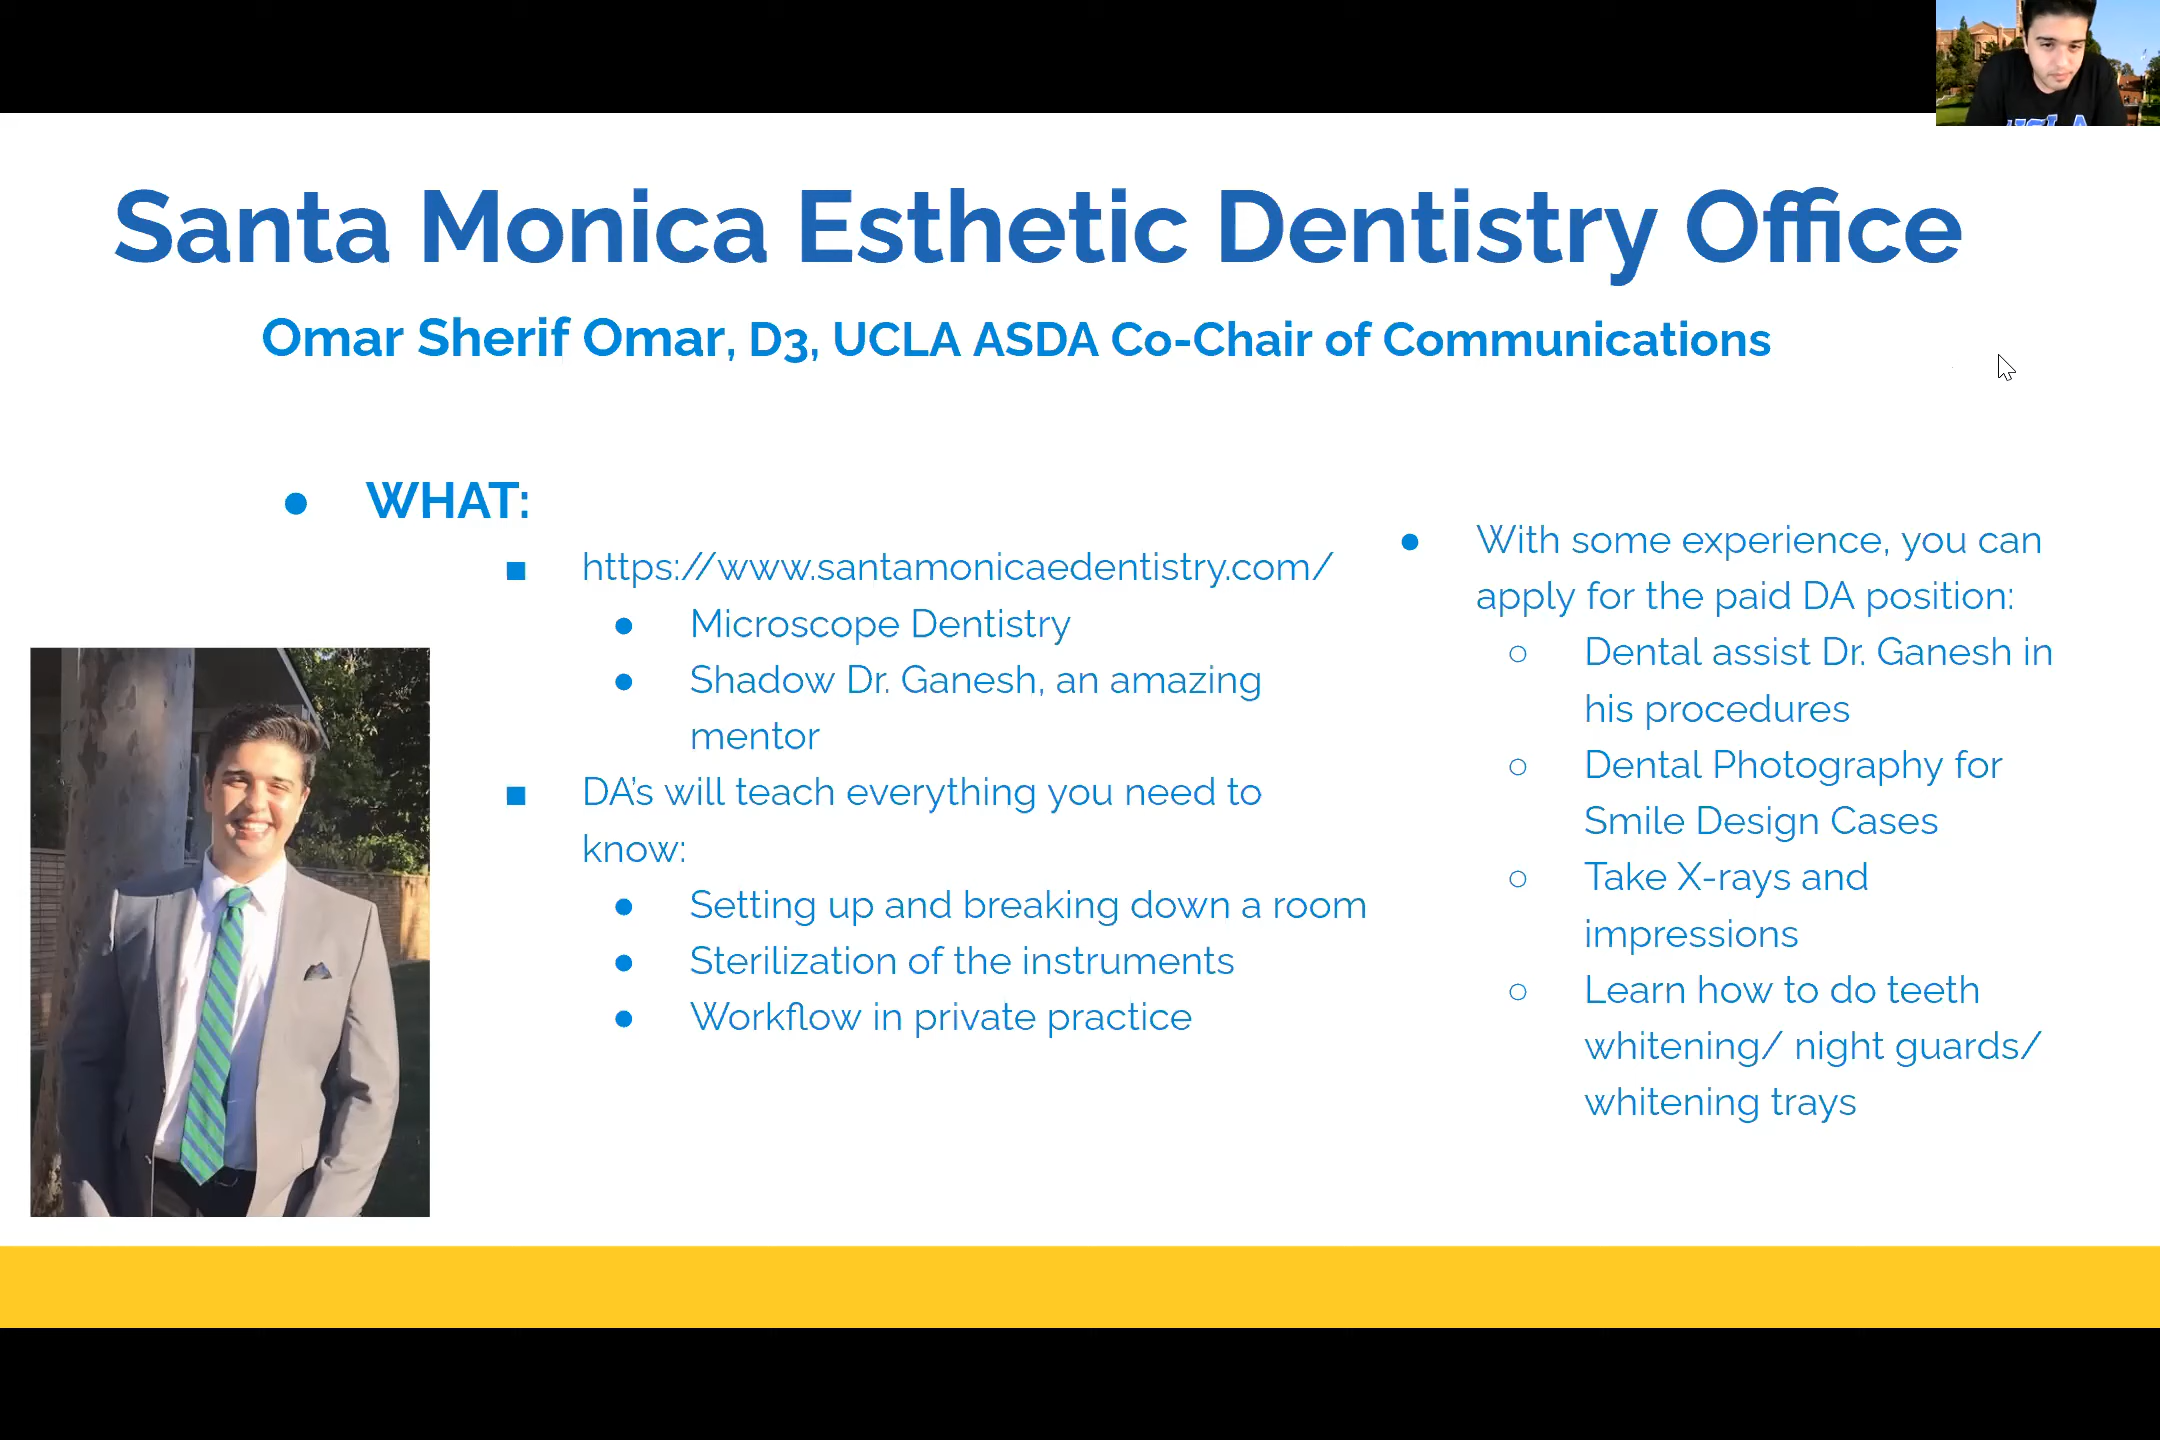 Santa Monica Esthetic Dentistry Office
Omar Sherif Omar, D3, UCLA ASDA Co-Chair of Communications
● WHAT:
■ https://www.santamonicaedentistry.com/
● Microscope Dentistry
● Shadow Dr. Ganesh, an amazing
mentor
■ DA's will teach everything you need to
know:
● Setting up and breaking down a room
● Sterilization of the instruments
● Workflow in private practice
● With some experience, you can
apply for the paid DA position:
○ Dental assist Dr. Ganesh in
his procedures
○ Dental Photography for
Smile Design Cases
○ Take X-rays and
impressions
○ Learn how to do teeth
whitening/ night guards/
whitening trays
UCLA